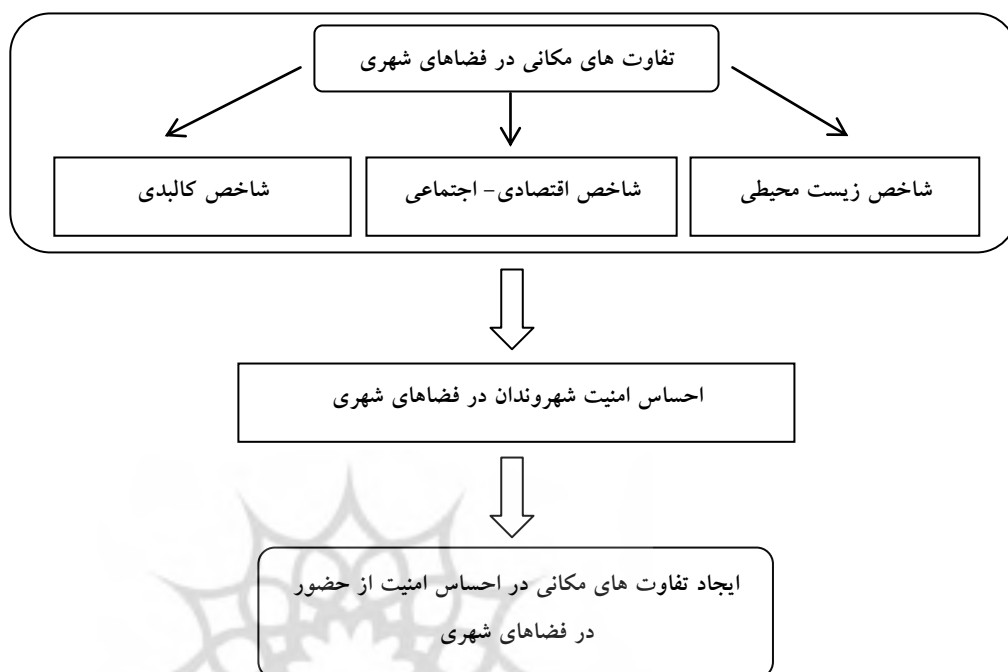 تفاوت های مکانی در فضاهای شهری
شاخص زیست محیطی
شاخص اقتصادی- اجتماعی
شاخص کالبدی
احساس امنیت شهروندان در فضاهای شهری
ایجاد تفاوت های مکانی در احساس امنیت از حضور
در فضاهای شهری